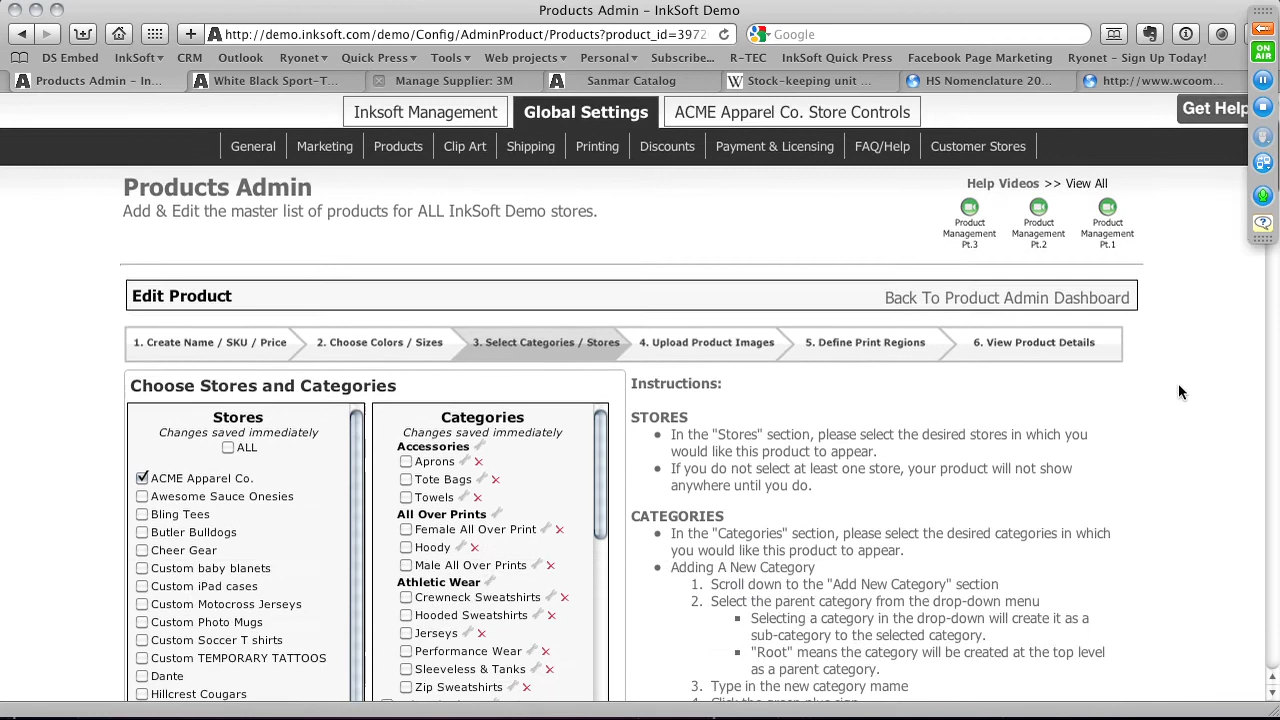 Products Admin – InkSoft Demo
http://demo.inksoft.com/demo/Config/AdminProduct/Products?product_id=3972
Google
DS Embed InkSoft CRM Outlook Ryonet Quick Press Tools Web projects Personal Subscribe... R-TEC InkSoft Quick Press Facebook Page Marketing Ryonet - Sign Up Today!
ON AIR
Products Admin – In... White Black Sport-T... Manage Supplier: 3M Sanmar Catalog Stock-keeping unit ... HS Nomenclature 20... http://www.wcoom...
Inksoft Management Global Settings ACME Apparel Co. Store Controls Get Help
General Marketing Products Clip Art Shipping Printing Discounts Payment & Licensing FAQ/Help Customer Stores
Products Admin
Add & Edit the master list of products for ALL InkSoft Demo stores.
Help Videos >> View All
Product Management Pt.3
Product Management Pt.2
Product Management Pt.1
Edit Product
Back To Product Admin Dashboard
1. Create Name / SKU / Price 2. Choose Colors / Sizes 3. Select Categories / Stores 4. Upload Product Images 5. Define Print Regions 6. View Product Details
Choose Stores and Categories
Stores
Changes saved immediately
ALL
ACME Apparel Co.
Awesome Sauce Onesies
Bling Tees
Butler Bulldogs
Cheer Gear
Custom baby blanets
Custom iPad cases
Custom Motocross Jerseys
Custom Photo Mugs
Custom Soccer T shirts
Custom TEMPORARY TATTOOS
Dante
Hillcrest Cougars
Categories
Changes saved immediately
Accessories
Aprons
Tote Bags
Towels
All Over Prints
Female All Over Print
Hoody
Male All Over Prints
Athletic Wear
Crewneck Sweatshirts
Hooded Sweatshirts
Jerseys
Performance Wear
Sleeveless & Tanks
Zip Sweatshirts
Instructions:
STORES
In the "Stores" section, please select the desired stores in which you
would like this product to appear.
If you do not select at least one store, your product will not show
anywhere until you do.
CATEGORIES
In the "Categories" section, please select the desired categories in which
you would like this product to appear.
Adding A New Category
1. Scroll down to the "Add New Category" section
2. Select the parent category from the drop-down menu
Selecting a category in the drop-down will create it as a
sub-category to the selected category.
"Root" means the category will be created at the top level
as a parent category.
3. Type in the new category mame
4. Click the green plus sign